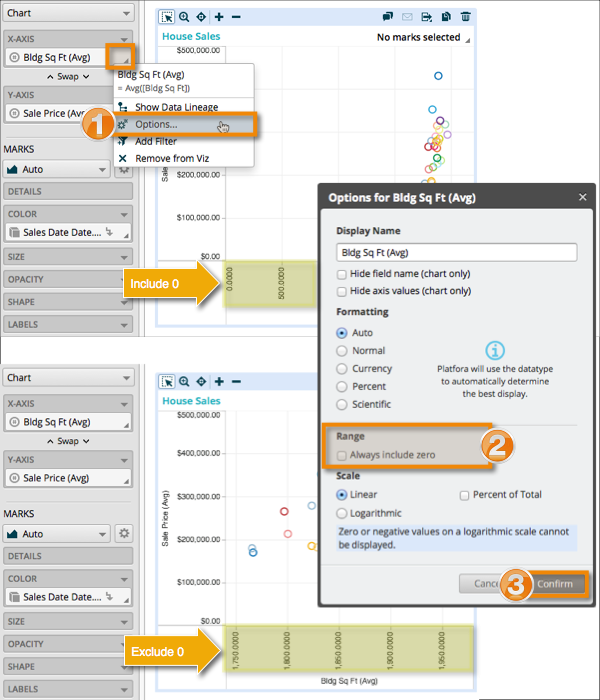 Chart
X-AXIS
Bldg Sq Ft (Avg)
Swap
Y-AXIS
Sale Price (Avg)
MARKS
Auto
DETAILS
COLOR
Sales Date Date....
SIZE
OPACITY
SHAPE
LABELS
House Sales
No marks selected
$500,000.00
Bldg Sq Ft (Avg)
= Avg([Bldg Sq Ft])
Show Data Lineage
1
Options...
Add Filter
Remove from Viz
$200,000.00
$100,000.00
$0.00
0.0000
500.0000
Include 0
Options for Bldg Sq Ft (Avg)
Display Name
Bldg Sq Ft (Avg)
Hide field name (chart only)
Hide axis values (chart only)
Formatting
Auto
Normal
Currency
Percent
Scientific
Platfora will use the datatype
to automatically determine
the best display.
Range
Always include zero
2
Scale
Linear
Percent of Total
Logarithmic
Zero or negative values on a logarithmic scale cannot
be displayed.
3
Confirm
Chart
X-AXIS
Bldg Sq Ft (Avg)
Swap
Y-AXIS
Sale Price (Avg)
MARKS
Auto
DETAILS
COLOR
Sales Date Date....
SIZE
OPACITY
SHAPE
LABELS
House Sales
$500,000.00
$400,000.00
$300,000.00
$200,000.00
$100,000.00
$0.00
Sale Price (Avg)
1,750.0000
1,800.0000
1,850.0000
1,900.0000
1,950.0000
Bldg Sq Ft (Avg)
Exclude 0